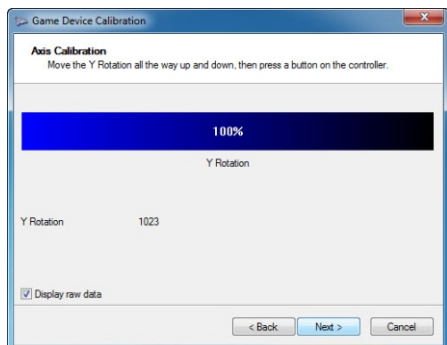 Game Device Calibration
Axis Calibration
Move the Y Rotation all the way up and down, then press a button on the controller.
100%
Y Rotation
Y Rotation 1023
Display raw data
< Back Next > Cancel